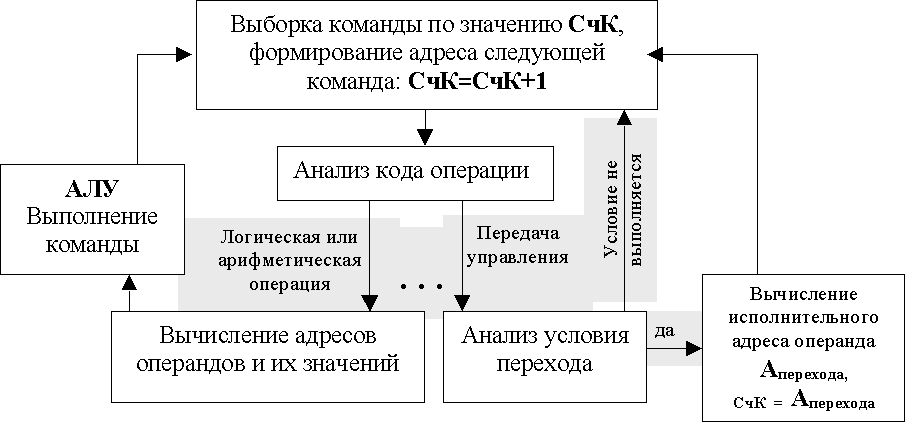 Выборка команды по значению СчК,
формирование адреса следующей
команда: СчК=СчК+1
Анализ кода операции
АЛУ
Выполнение
команды
Логическая или
арифметическая
операция
. . .
Передача
управления
Условие не
выполняется
Вычисление адресов
операндов и их значений
Анализ условия
перехода
да
Вычисление
исполнительного
адреса операнда
Aперехода,
СчК = Aперехода